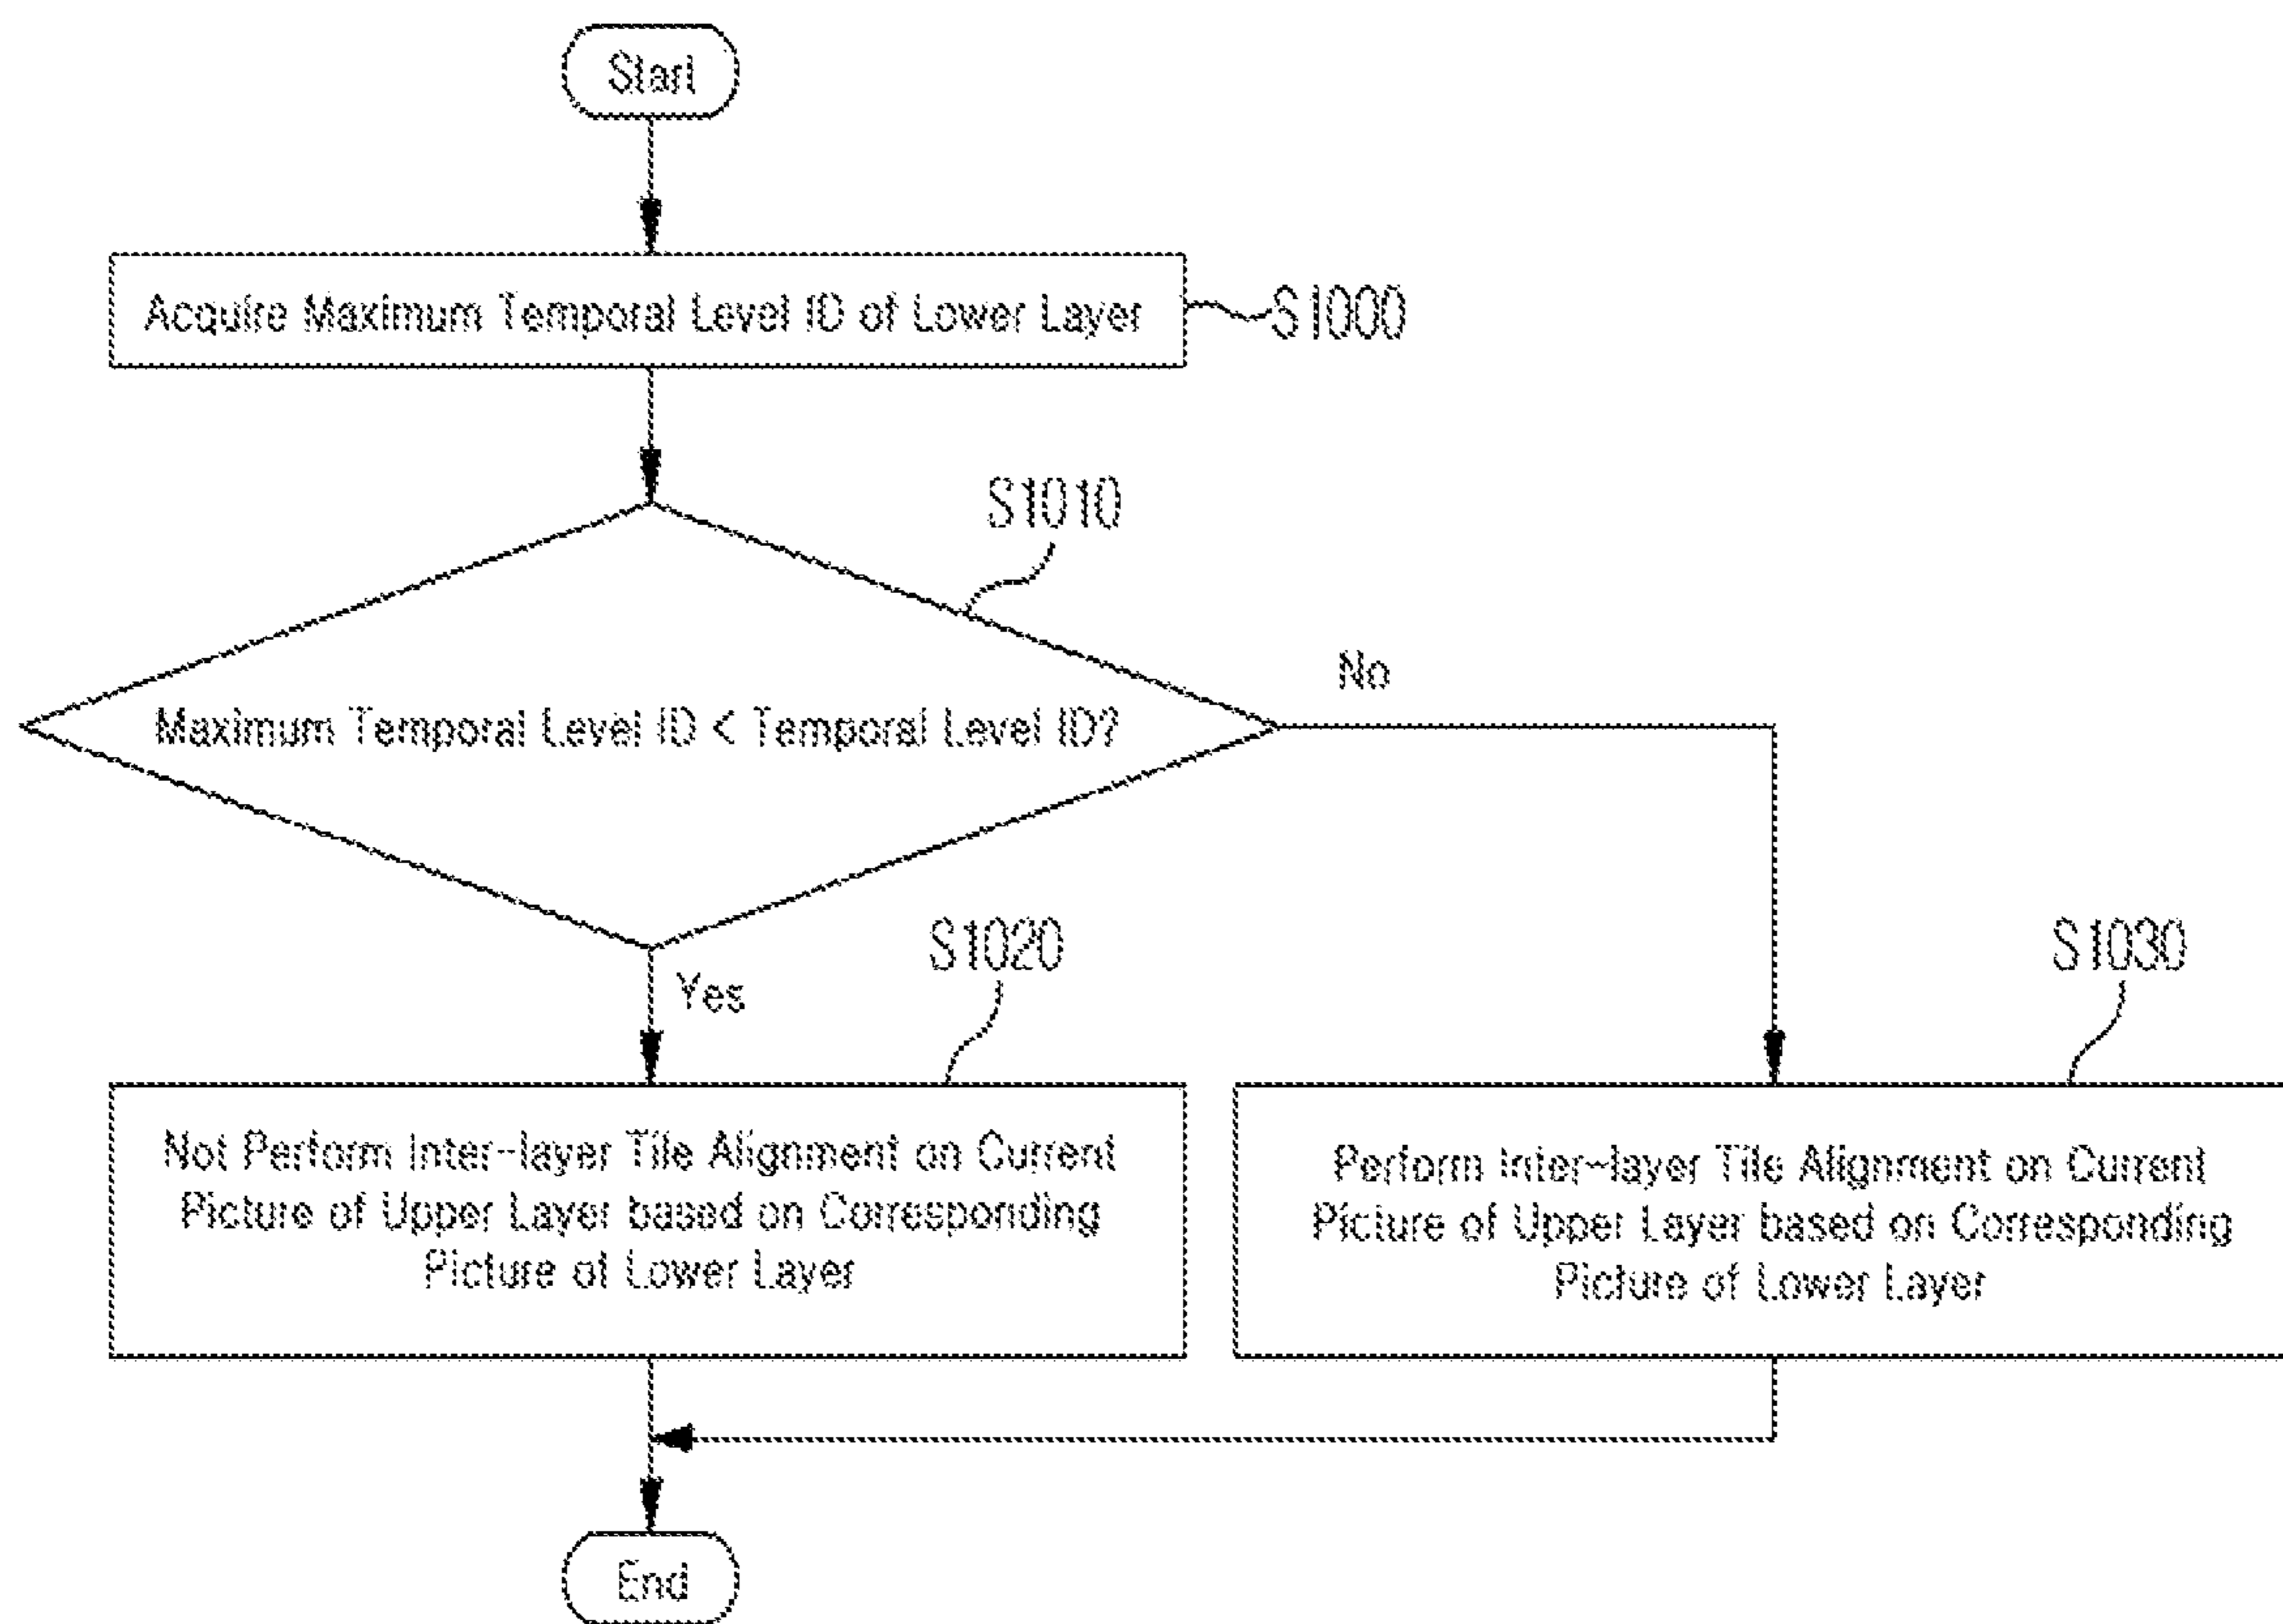 Start
Acquire Maximum Temporal Level ID of Lower Layer
S1000
S1010
Maximum Temporal Level ID < Temporal Level ID?
No
Yes
S1020
S1030
Not Perform Inter-layer Tile Alignment on Current
Picture of Upper Layer based on Corresponding
Picture of Lower Layer
Perform Inter-layer Tile Alignment on Current
Picture of Upper Layer based on Corresponding
Picture of Lower Layer
End